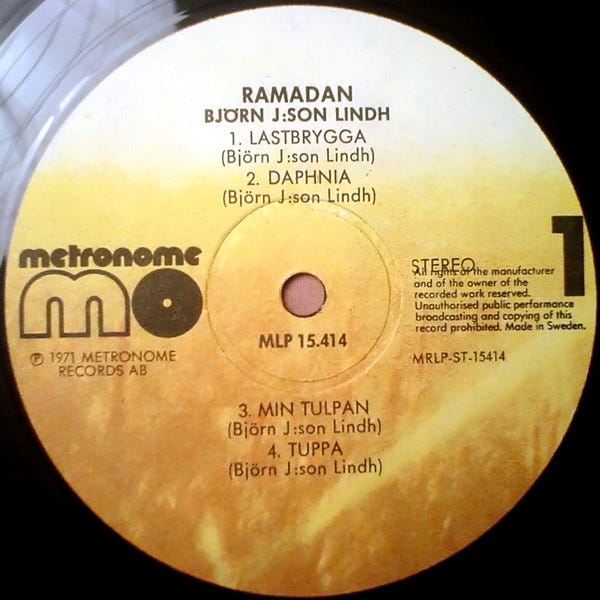 RAMADAN
BJÖRN J:SON LINDH
1. LASTBRYGGA
(Björn J:son Lindh)
2. DAPHNIA
(Björn J:son Lindh)
metronome
mo
℗ 1971 METRONOME
RECORDS AB
MLP 15.414
STEREO
1
All rights of the manufacturer
and of the owner of the
recorded work reserved.
Unauthorised public performance
broadcasting and copying of this
record prohibited. Made in Sweden.
MRLP-ST-15414
3. MIN TULPAN
(Björn J:son Lindh)
4. TUPPA
(Björn J:son Lindh)